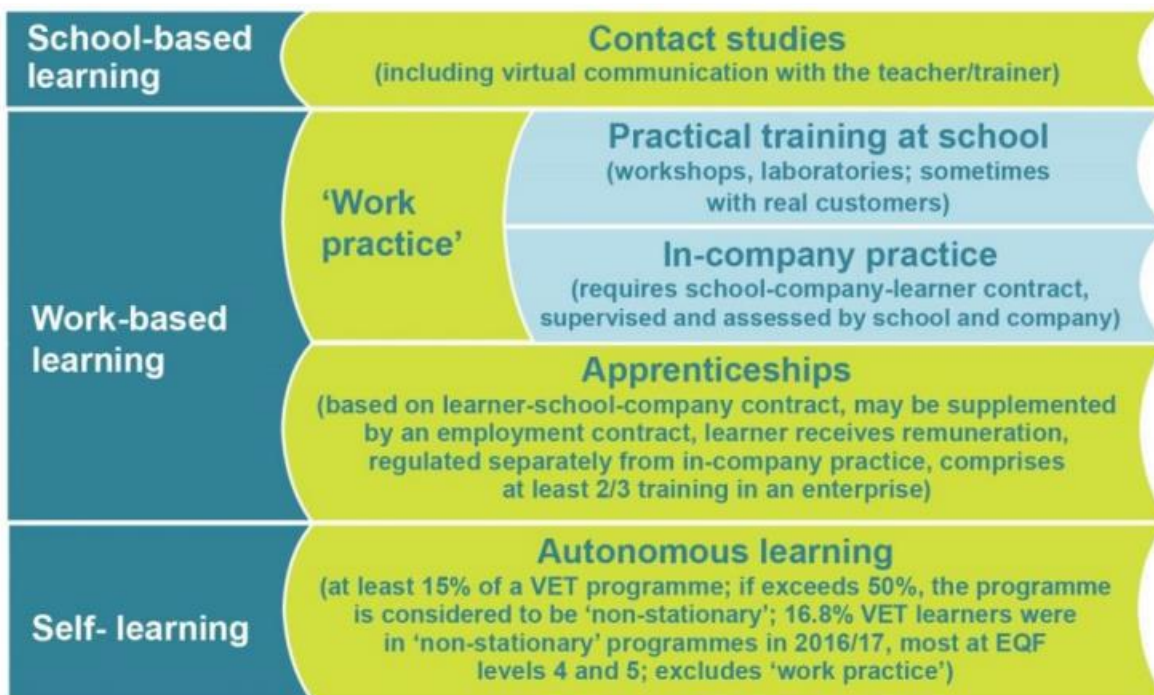 School-based
learning
Contact studies
(including virtual communication with the teacher/trainer)
Work-based
learning
‘Work
practice’
Practical training at school
(workshops, laboratories; sometimes
with real customers)
In-company practice
(requires school-company-learner contract,
supervised and assessed by school and company)
Apprenticeships
(based on learner-school-company contract, may be supplemented
by an employment contract, learner receives remuneration,
regulated separately from in-company practice, comprises
at least 2/3 training in an enterprise)
Self- learning
Autonomous learning
(at least 15% of a VET programme; if exceeds 50%, the programme
is considered to be ‘non-stationary’; 16.8% VET learners were
in ‘non-stationary’ programmes in 2016/17, most at EQF
levels 4 and 5; excludes ‘work practice’)